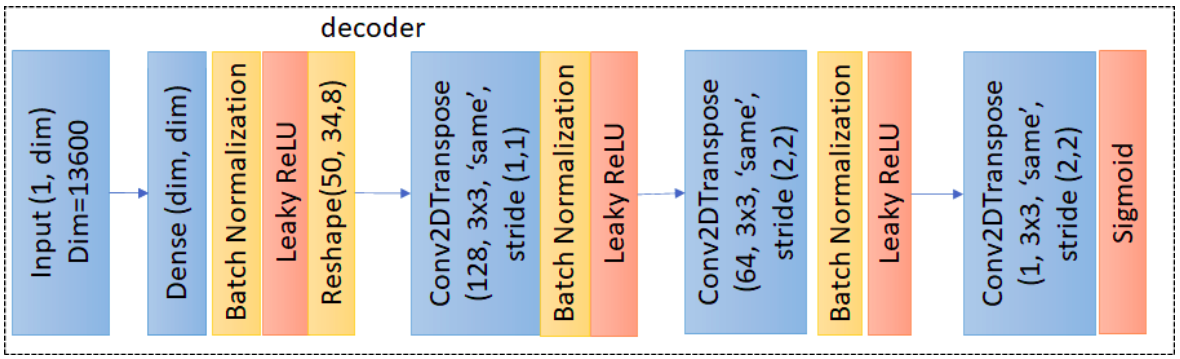 decoder
Input (1, dim)
Dim=13600
Dense (dim, dim)
Batch Normalization
Leaky ReLU
Reshape(50, 34,8)
Conv2DTranspose
(128, 3x3, ‘same’,
stride (1,1)
Batch Normalization
Leaky ReLU
Conv2DTranspose
(64, 3x3, ‘same’,
stride (2,2)
Batch Normalization
Leaky ReLU
Conv2DTranspose
(1, 3x3, ‘same’,
stride (2,2)
Sigmoid